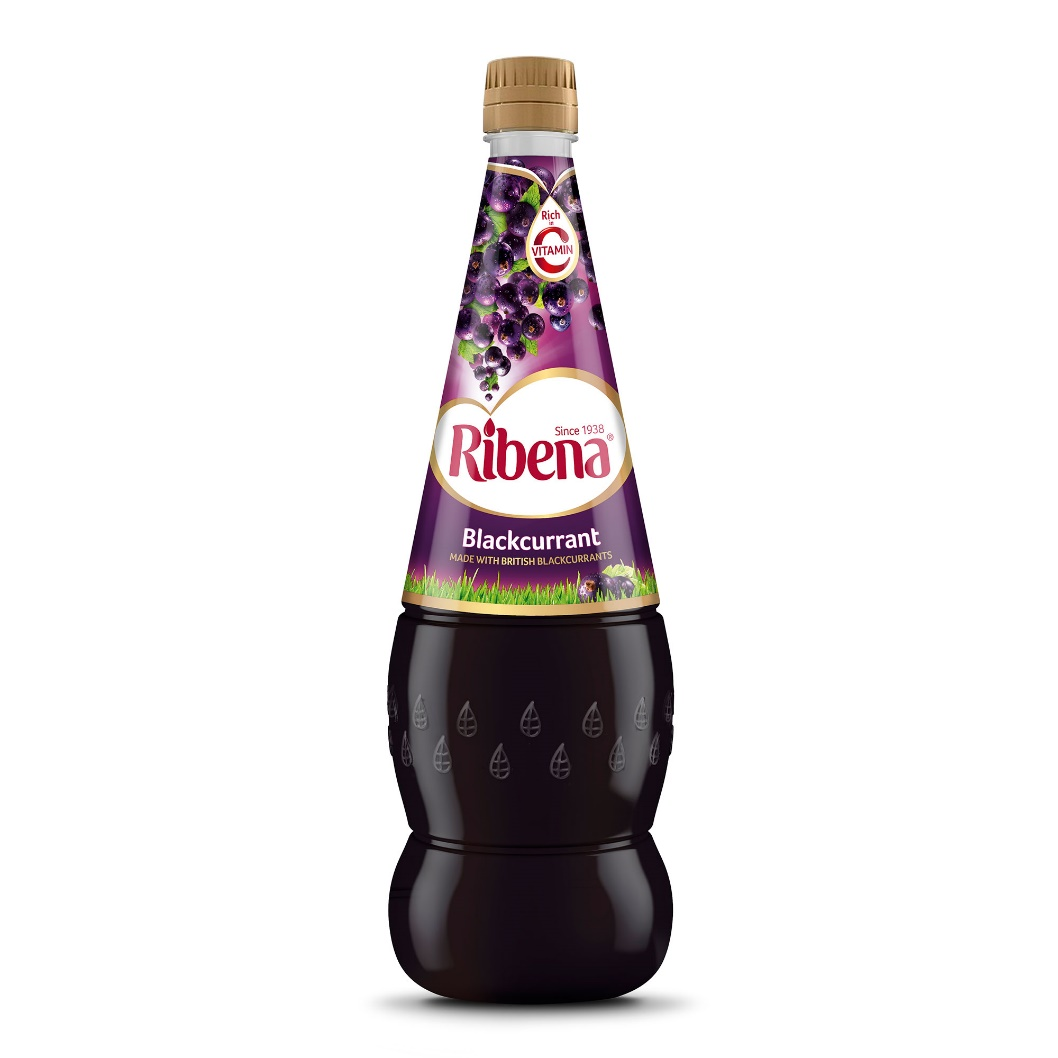 Rich
in
C
VITAMIN
Since 1938
Ribena®
Blackcurrant
MADE WITH BRITISH BLACKCURRANTS